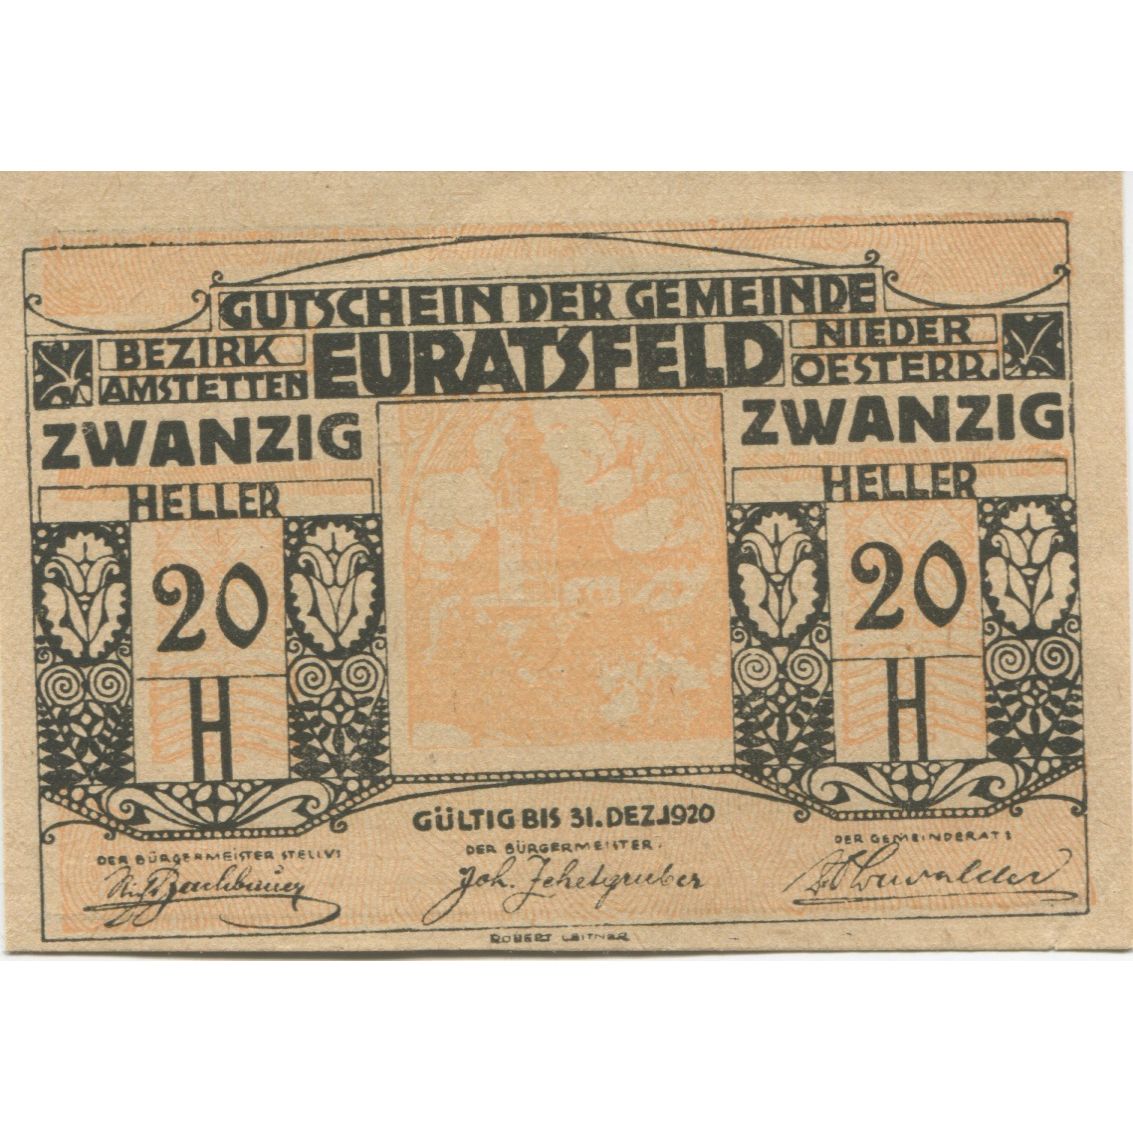 GUTSCHEIN DER GEMEINDE
BEZIRK AMSTETTEN
EURATSFELD
NIEDER OESTERR.
ZWANZIG
HELLER
20
H
ZWANZIG
HELLER
20
H
GÜLTIG BIS 31. DEZ. 1920
DER BÜRGERMEISTER STELLV:
DER BÜRGERMEISTER.
DER GEMEINDERAT:
Joh. Zehetgruber
ROBERT LEITNER